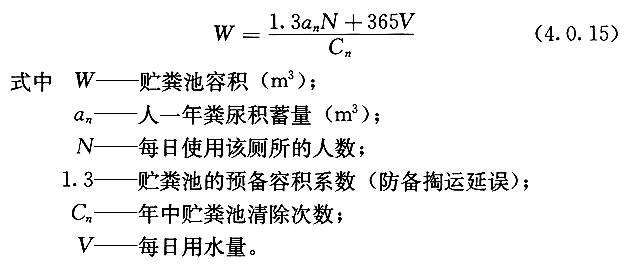 W = \frac{1.3a_nN + 365V}{C_n} (4.0.15)
式中 W——贮粪池容积(m³);
a_n——人一年粪尿积蓄量(m³);
N——每日使用该厕所的人数;
1.3——贮粪池的预备容积系数(防备掏运延误);
C_n——年中贮粪池清除次数;
V——每日用水量。